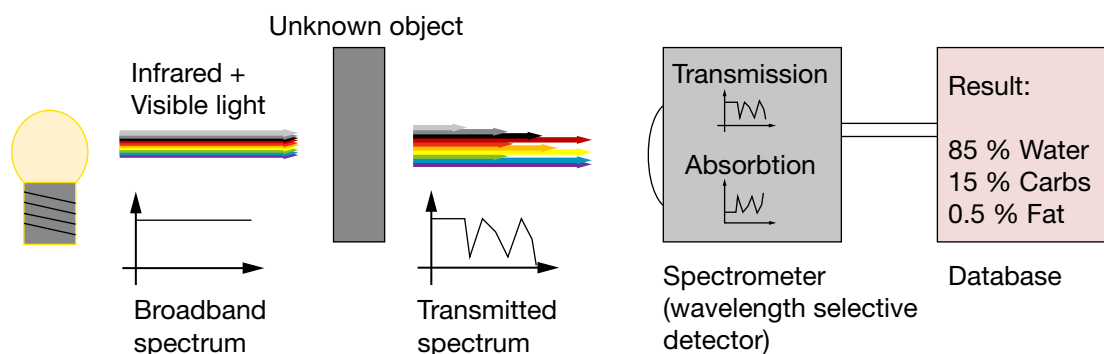 Unknown object
Infrared +
Visible light
Broadband
spectrum
Transmitted
spectrum
Transmission
Absorbtion
Spectrometer
(wavelength selective
detector)
Result:
85 % Water
15 % Carbs
0.5 % Fat
Database